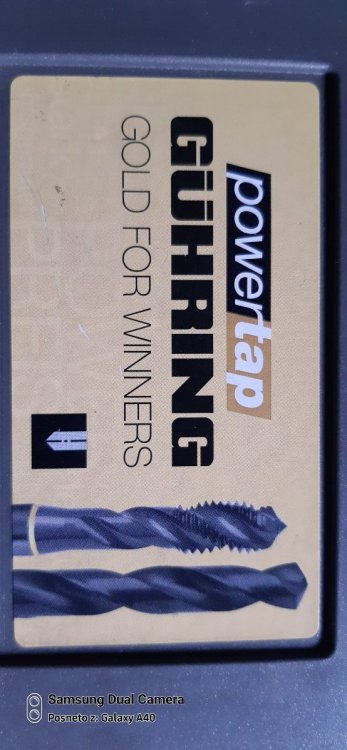 powertap
GÜHRING
GOLD FOR WINNERS
Samsung Dual Camera
Posneto z: Galaxy A40